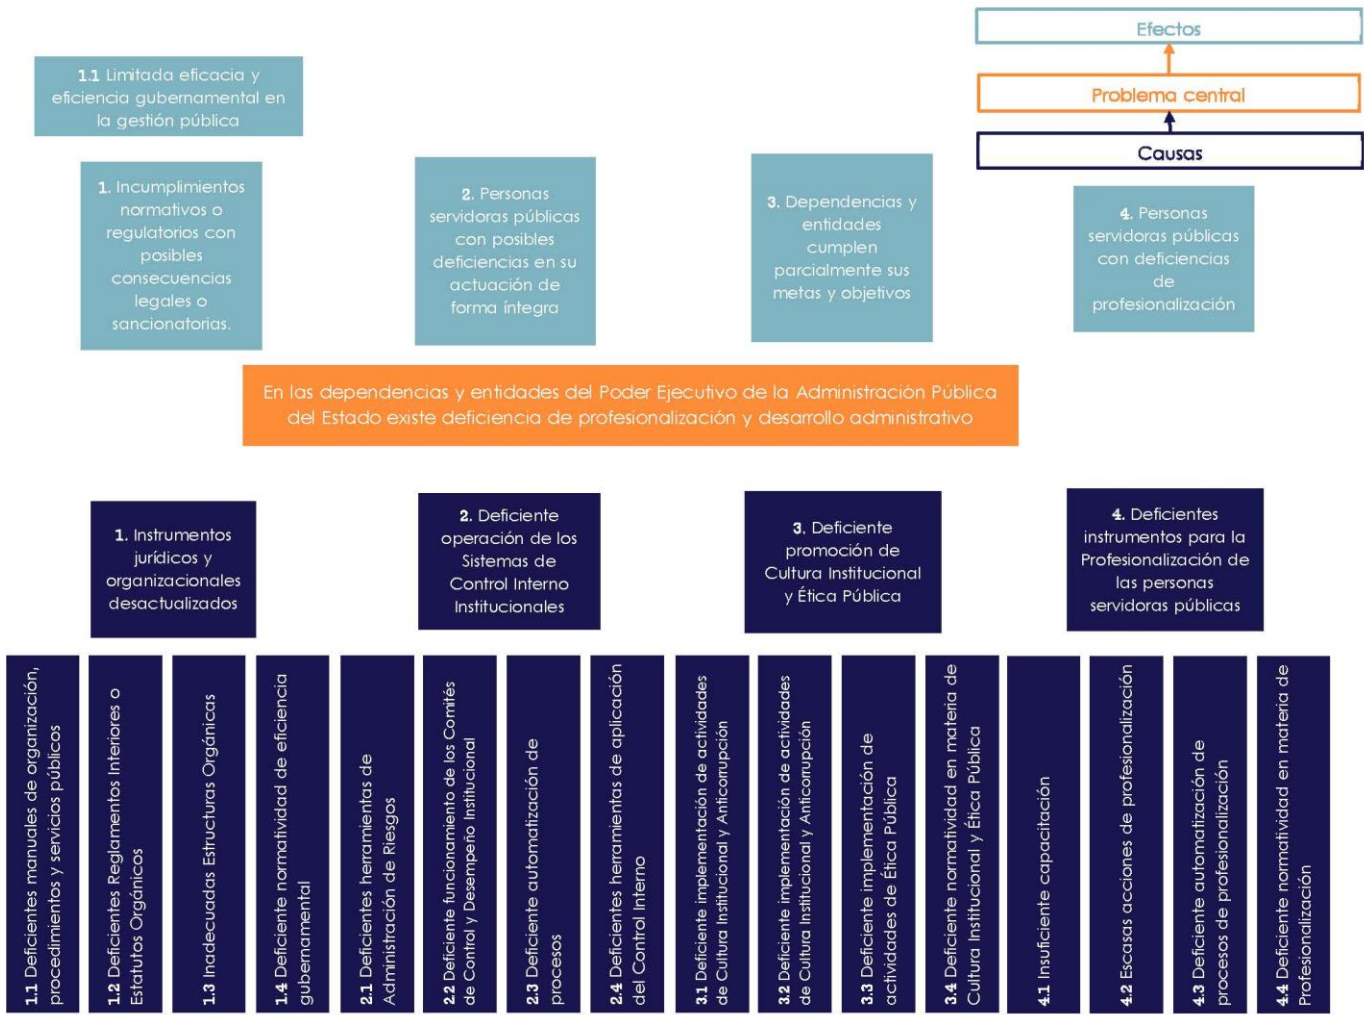 Efectos
Problema central
Causas
1.1 Limitada eficacia y
eficiencia gubernamental en
la gestión pública
1. Incumplimientos
normativos o
regulatorios con
posibles
consecuencias
legales o
sancionatorias.
2. Personas
servidoras públicas
con posibles
deficiencias en su
actuación de
forma íntegra
3. Dependencias y
entidades
cumplen
parcialmente sus
metas y objetivos
4. Personas
servidoras públicas
con deficiencias
de
profesionalización
En las dependencias y entidades del Poder Ejecutivo de la Administración Pública
del Estado existe deficiencia de profesionalización y desarrollo administrativo
1. Instrumentos
jurídicos y
organizacionales
desactualizados
2. Deficiente
operación de los
Sistemas de
Control Interno
Institucionales
3. Deficiente
promoción de
Cultura Institucional
y Ética Pública
4. Deficientes
instrumentos para la
Profesionalización de
las personas
servidoras públicas
1.1 Deficientes manuales de organización,
procedimientos y servicios públicos
1.2 Deficientes Reglamentos Interiores o
Estatutos Orgánicos
1.3 Inadecuadas Estructuras Orgánicas
1.4 Deficiente normatividad de eficiencia
gubernamental
2.1 Deficientes herramientas de
Administración de Riesgos
2.2 Deficiente funcionamiento de los Comités
de Control y Desempeño Institucional
2.3 Deficiente automatización de
procesos
2.4 Deficientes herramientas de aplicación
del Control Interno
3.1 Deficiente implementación de actividades
de Cultura Institucional y Anticorrupción
3.2 Deficiente implementación de actividades
de Cultura Institucional y Anticorrupción
3.3 Deficiente implementación de
actividades de Ética Pública
3.4 Deficiente normatividad en materia de
Cultura Institucional y Ética Pública
4.1 Insuficiente capacitación
4.2 Escasas acciones de profesionalización
4.3 Deficiente automatización de
procesos de profesionalización
4.4 Deficiente normatividad en materia de
Profesionalización